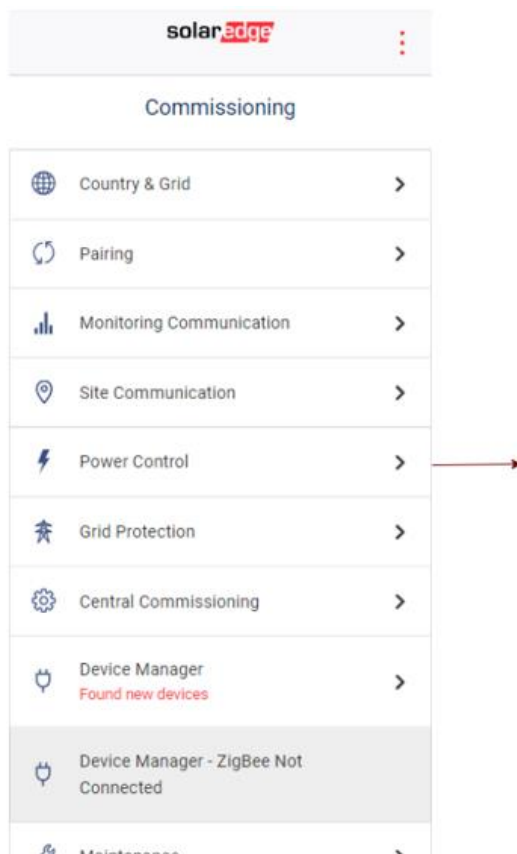 solaredge
Commissioning
Country & Grid
Pairing
Monitoring Communication
Site Communication
Power Control
Grid Protection
Central Commissioning
Device Manager
Found new devices
Device Manager - ZigBee Not
Connected
Maintenance